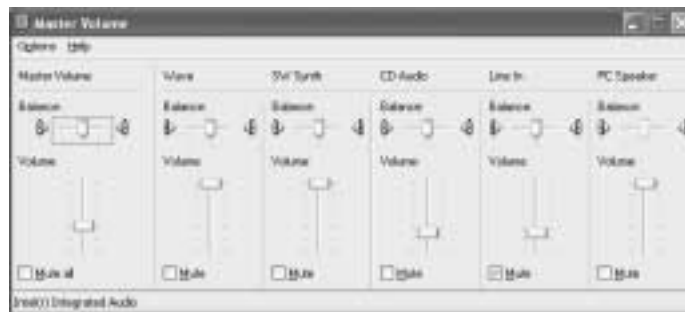 Master Volume
Options Help
Master Volume Wave SW Synth CD Audio Line In PC Speaker
Balance: Balance: Balance: Balance: Balance: Balance:
Volume: Volume: Volume: Volume: Volume: Volume:
Mute all Mute Mute Mute Mute Mute
Intel(r) Integrated Audio